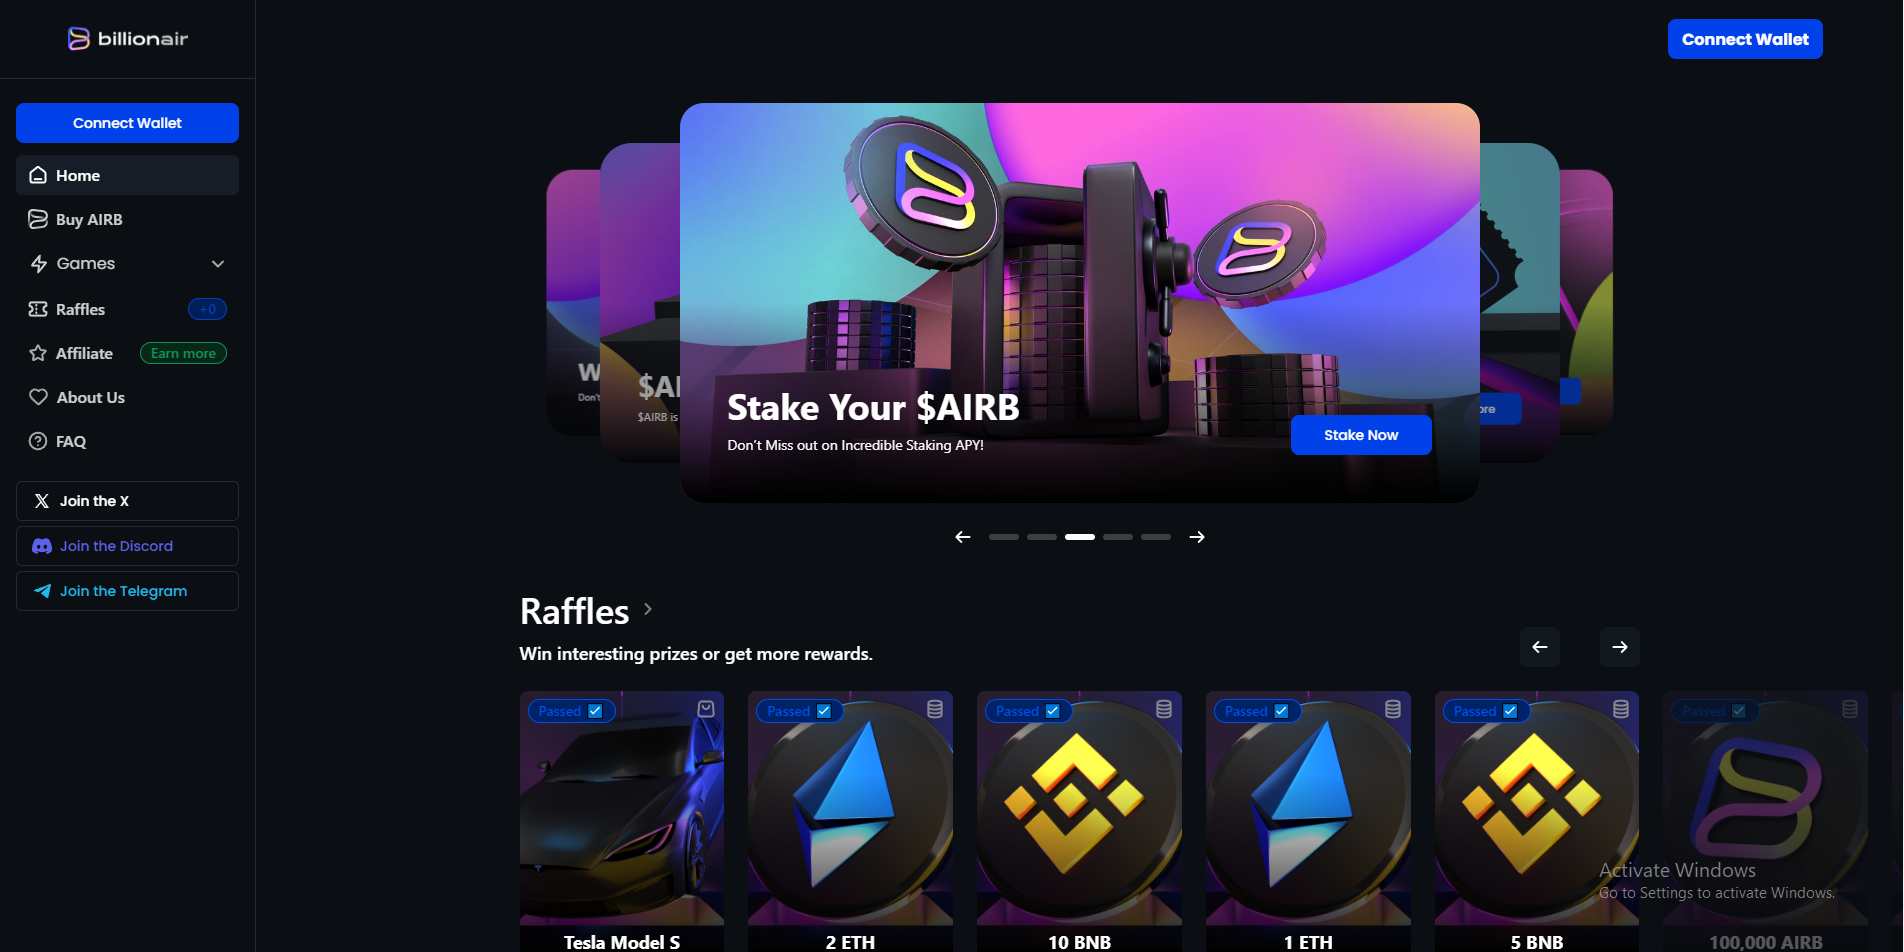 billionair
Connect Wallet
Connect Wallet
Home
Buy AIRB
Games
Raffles +0
Affiliate Earn more
About Us
FAQ
Join the X
Join the Discord
Join the Telegram
$AIRB is
Stake Your $AIRB
Don't Miss out on Incredible Staking APY!
Stake Now
Raffles
Win interesting prizes or get more rewards.
Passed
Passed
Passed
Passed
Passed
Passed
Tesla Model S
2 ETH
10 BNB
1 ETH
5 BNB
100,000 AIRB
Activate Windows
Go to Settings to activate Windows.